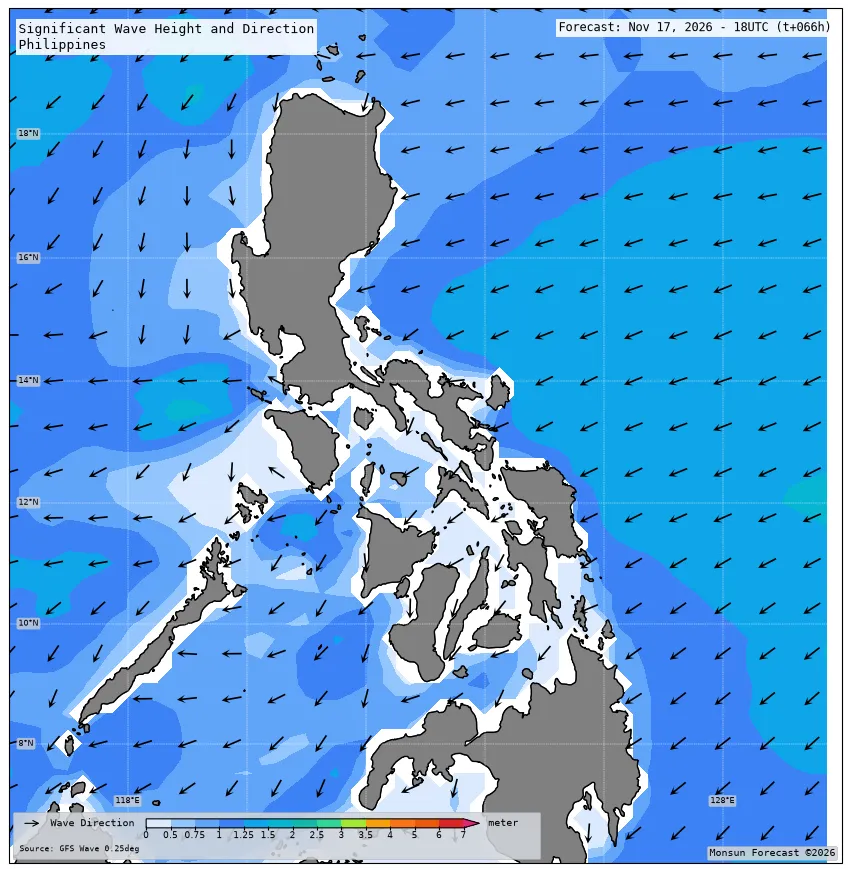 Significant Wave Height and Direction
Philippines
Forecast: Nov 17, 2026 - 18UTC (t+066h)
18°N
16°N
14°N
12°N
10°N
8°N
118°E
128°E
Wave Direction
0 0.5 0.75 1 1.25 1.5 2 2.5 3 3.5 4 5 6 7
meter
Source: GFS Wave 0.25deg
Monsun Forecast ©2026